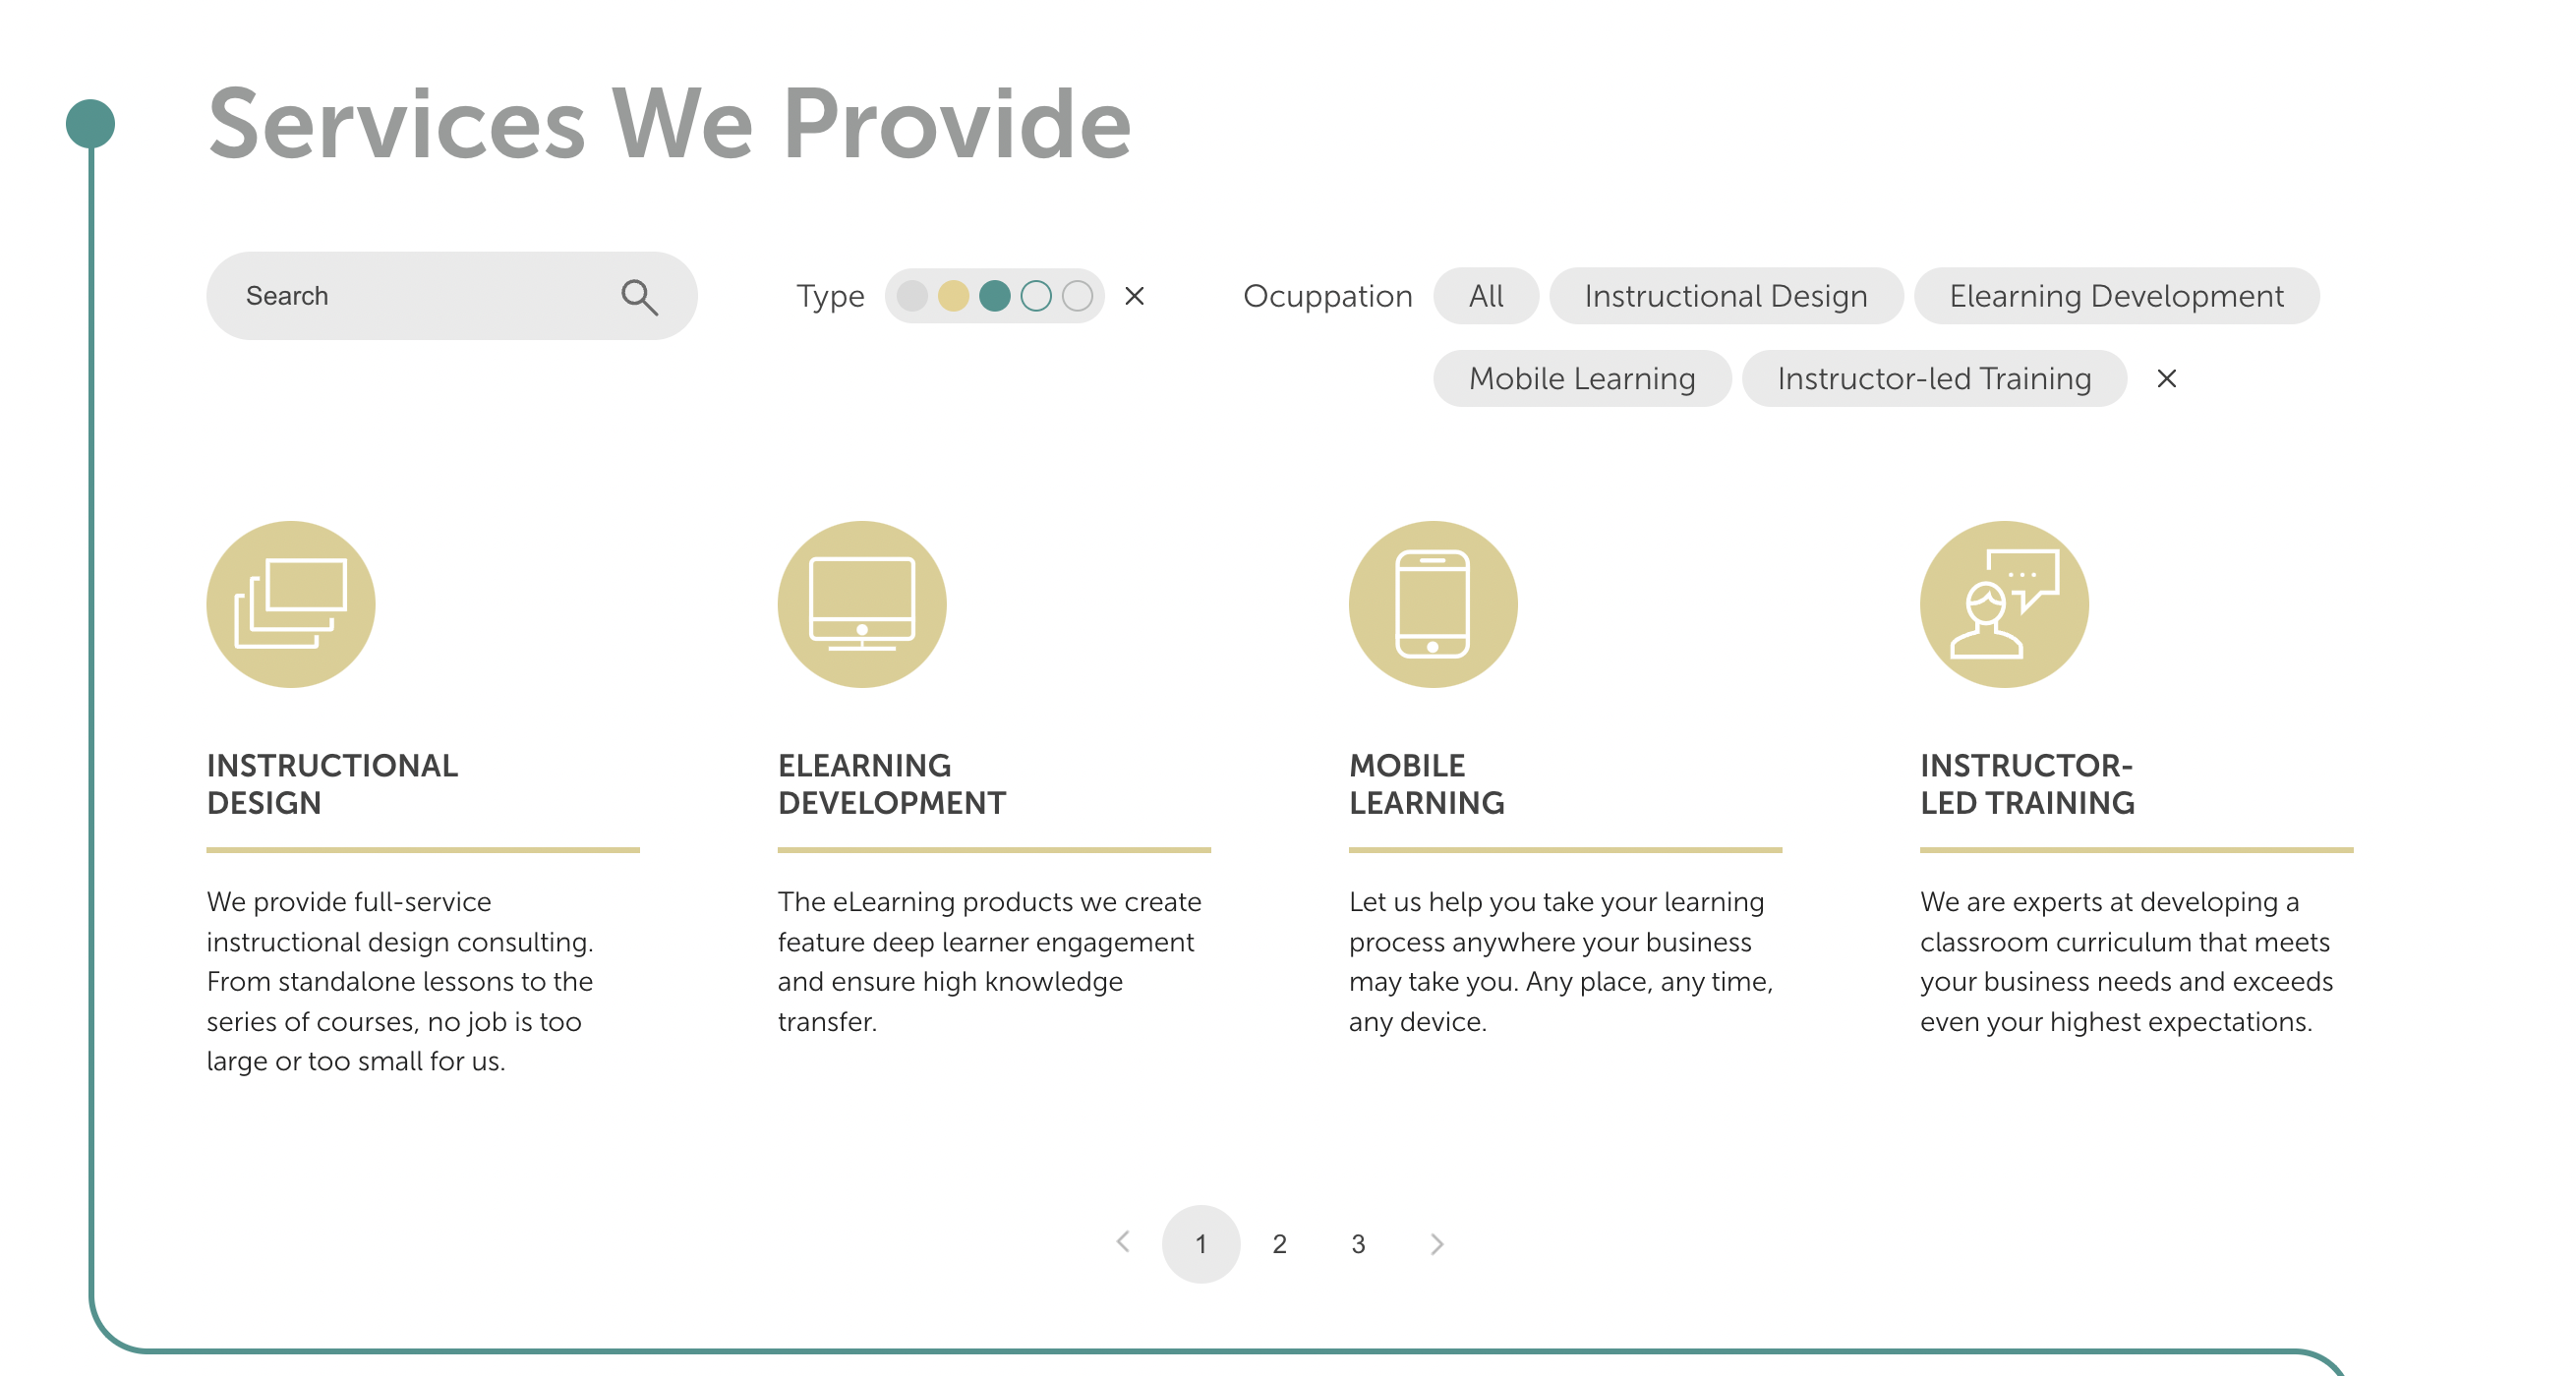 Services We Provide
Search
Type
Ocuppation
All
Instructional Design
Elearning Development
Mobile Learning
Instructor-led Training
INSTRUCTIONAL
DESIGN
We provide full-service
instructional design consulting.
From standalone lessons to the
series of courses, no job is too
large or too small for us.
ELEARNING
DEVELOPMENT
The eLearning products we create
feature deep learner engagement
and ensure high knowledge
transfer.
MOBILE
LEARNING
Let us help you take your learning
process anywhere your business
may take you. Any place, any time,
any device.
INSTRUCTOR-
LED TRAINING
We are experts at developing a
classroom curriculum that meets
your business needs and exceeds
even your highest expectations.
1 2 3